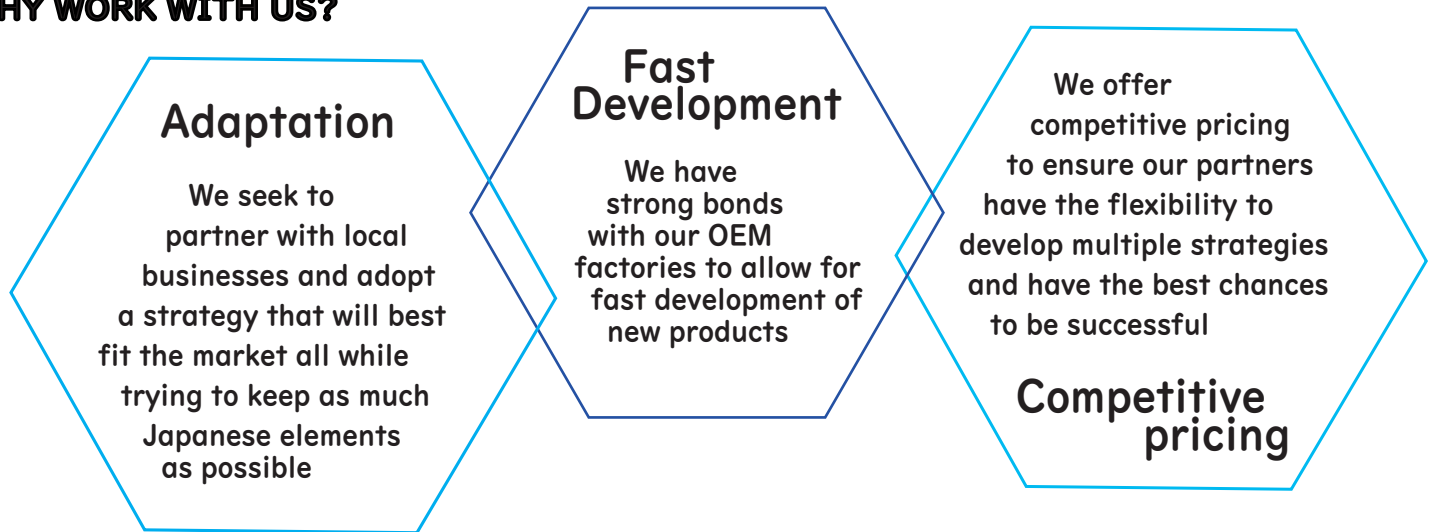 HY WORK WITH US?
Adaptation
We seek to
partner with local
businesses and adopt
a strategy that will best
fit the market all while
trying to keep as much
Japanese elements
as possible
Fast
Development
We have
strong bonds
with our OEM
factories to allow for
fast development of
new products
We offer
competitive pricing
to ensure our partners
have the flexibility to
develop multiple strategies
and have the best chances
to be successful
Competitive
pricing